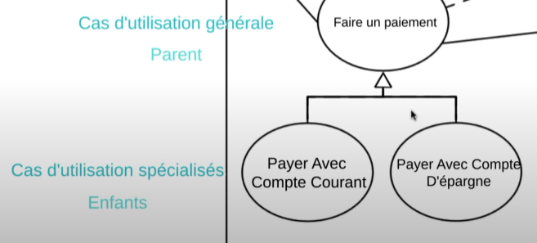 Cas d'utilisation générale
Parent
Faire un paiement
Cas d'utilisation spécialisés
Enfants
Payer Avec
Compte Courant
Payer Avec Compte
D'épargne